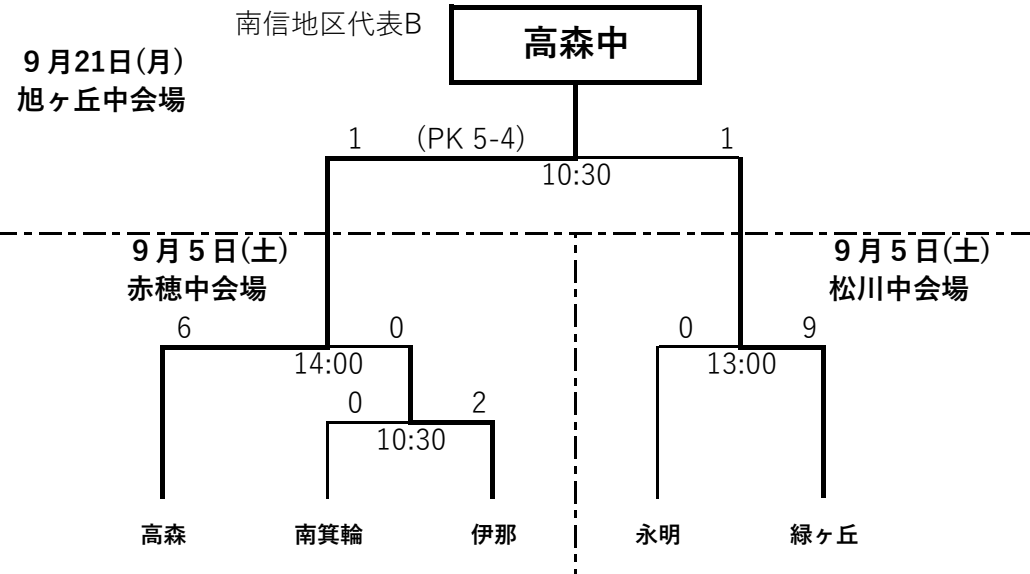 南信地区代表B
高森中
９月21日(月)
旭ヶ丘中会場
1 (PK 5-4) 1
10:30
９月５日(土)
赤穂中会場
９月５日(土)
松川中会場
6 0 0 9
14:00 13:00
0 2
10:30
高森 南箕輪 伊那 永明 緑ヶ丘